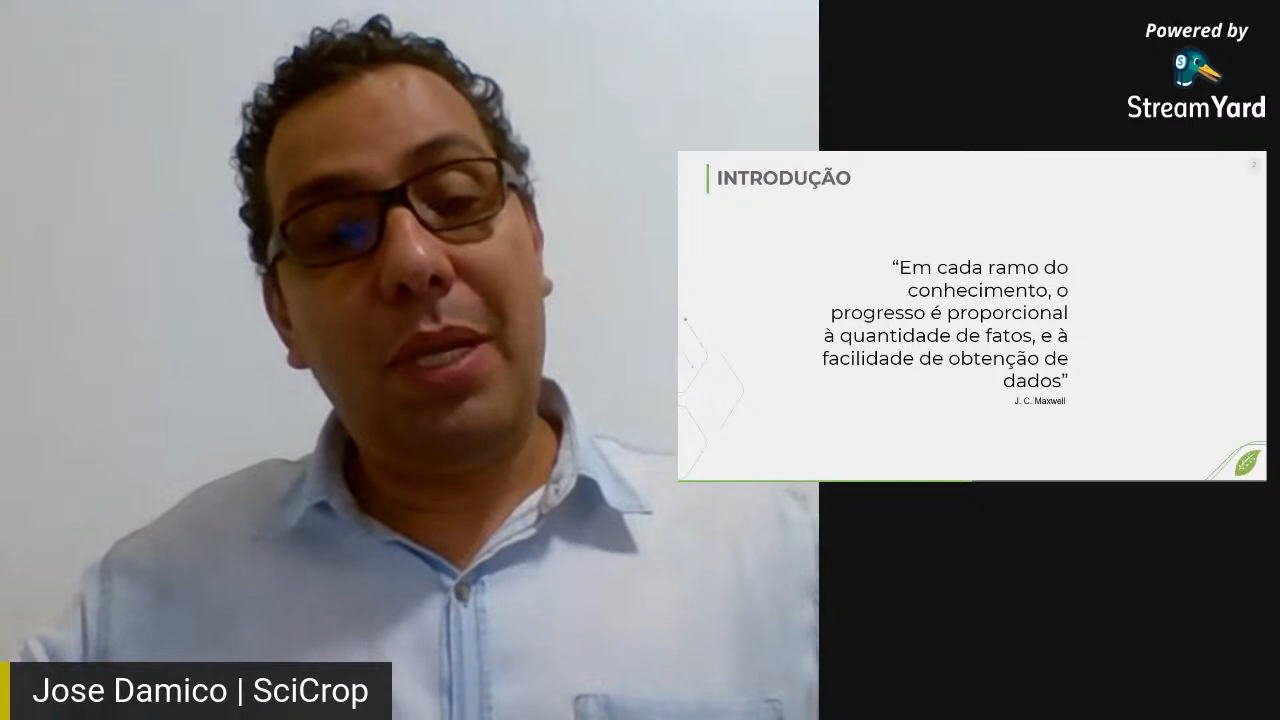 Powered by
StreamYard
INTRODUÇÃO
2
“Em cada ramo do
conhecimento, o
progresso é proporcional
à quantidade de fatos, e à
facilidade de obtenção de
dados”
J. C. Maxwell
Jose Damico | SciCrop